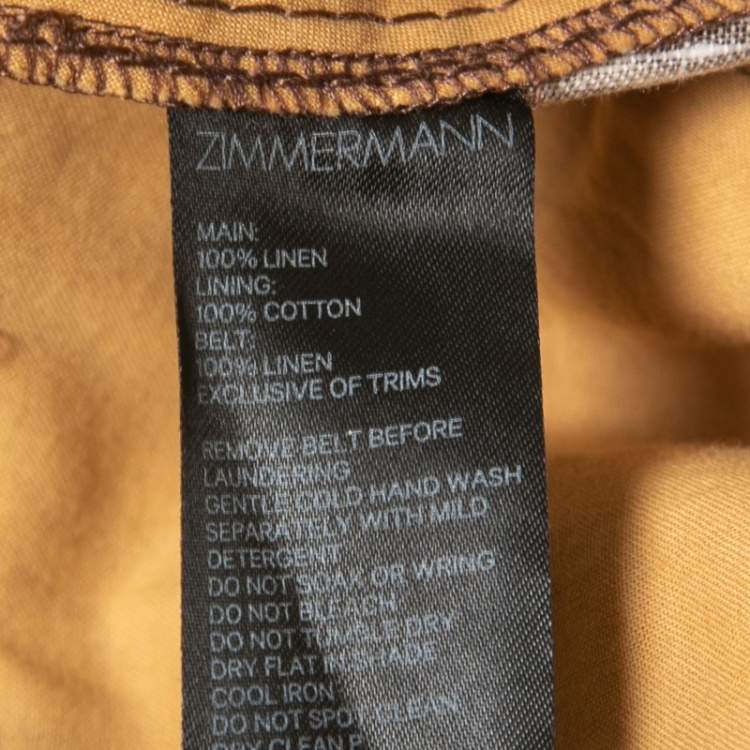 ZIMMERMANN
MAIN:
100% LINEN
LINING:
100% COTTON
BELT:
100% LINEN
EXCLUSIVE OF TRIMS
REMOVE BELT BEFORE
LAUNDERING
GENTLE COLD HAND WASH
SEPARATELY WITH MILD
DETERGENT
DO NOT SOAK OR WRING
DO NOT BLEACH
DO NOT TUMBLE DRY
DRY FLAT IN SHADE
COOL IRON
DO NOT SPOT CLEAN
DRY CLEAN